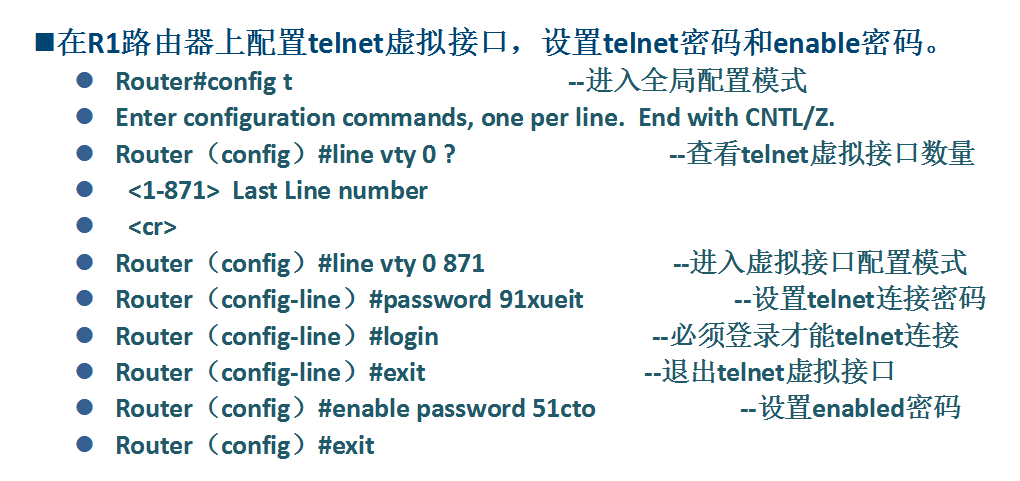 ■在R1路由器上配置telnet虚拟接口，设置telnet密码和enable密码。
● Router#config t --进入全局配置模式
● Enter configuration commands, one per line. End with CNTL/Z.
● Router（config）#line vty 0 ? --查看telnet虚拟接口数量
● <1-871> Last Line number
● <cr>
● Router（config）#line vty 0 871 --进入虚拟接口配置模式
● Router（config-line）#password 91xueit --设置telnet连接密码
● Router（config-line）#login --必须登录才能telnet连接
● Router（config-line）#exit --退出telnet虚拟接口
● Router（config）#enable password 51cto --设置enabled密码
● Router（config）#exit